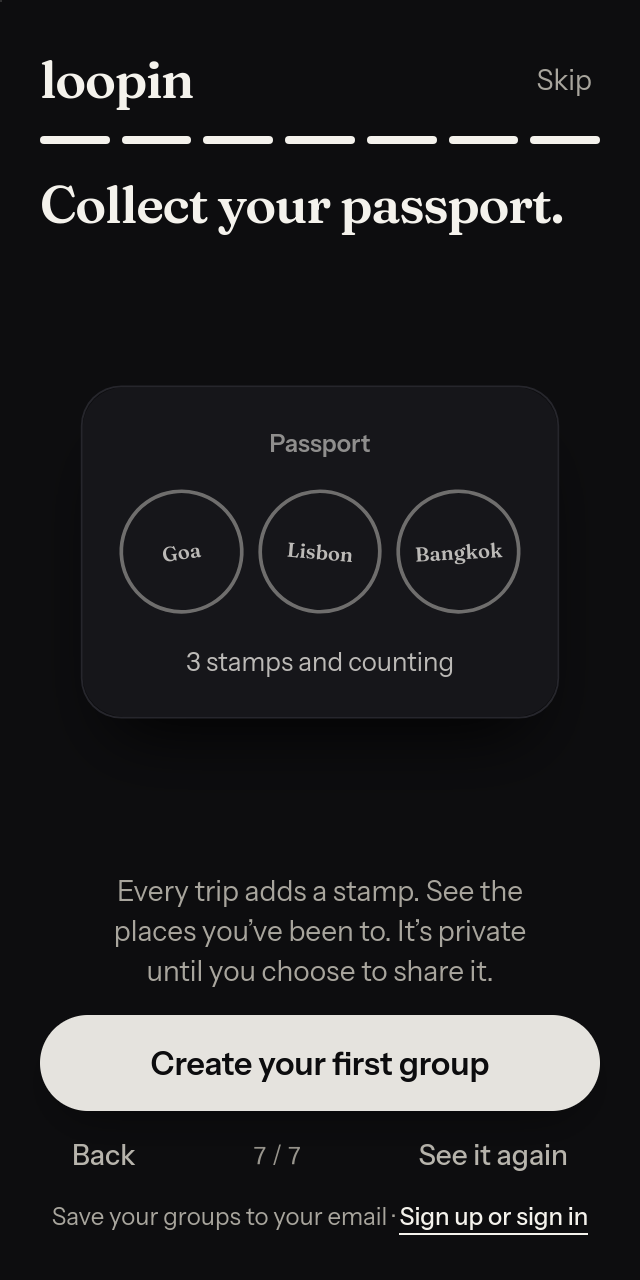 loopin
Skip
Collect your passport.
Passport
Goa
Lisbon
Bangkok
3 stamps and counting
Every trip adds a stamp. See the
places you’ve been to. It’s private
until you choose to share it.
Create your first group
Back
7 / 7
See it again
Save your groups to your email · Sign up or sign in